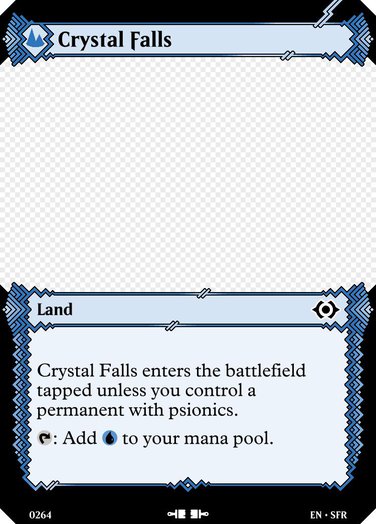 Crystal Falls
Land
Crystal Falls enters the battlefield
tapped unless you control a
permanent with psionics.
: Add to your mana pool.
0264
EN • SFR